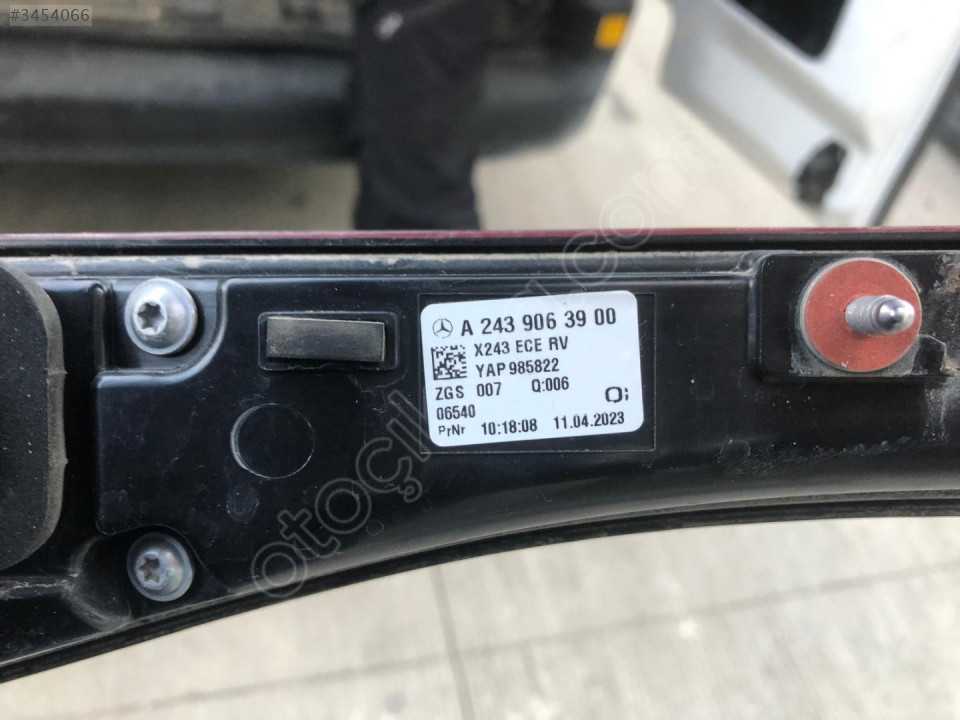 #3454066
A 243 906 39 00
X243 ECE RV
YAP 985822
ZGS 007 Q:006
06540
PrNr 10:18:08 11.04.2023